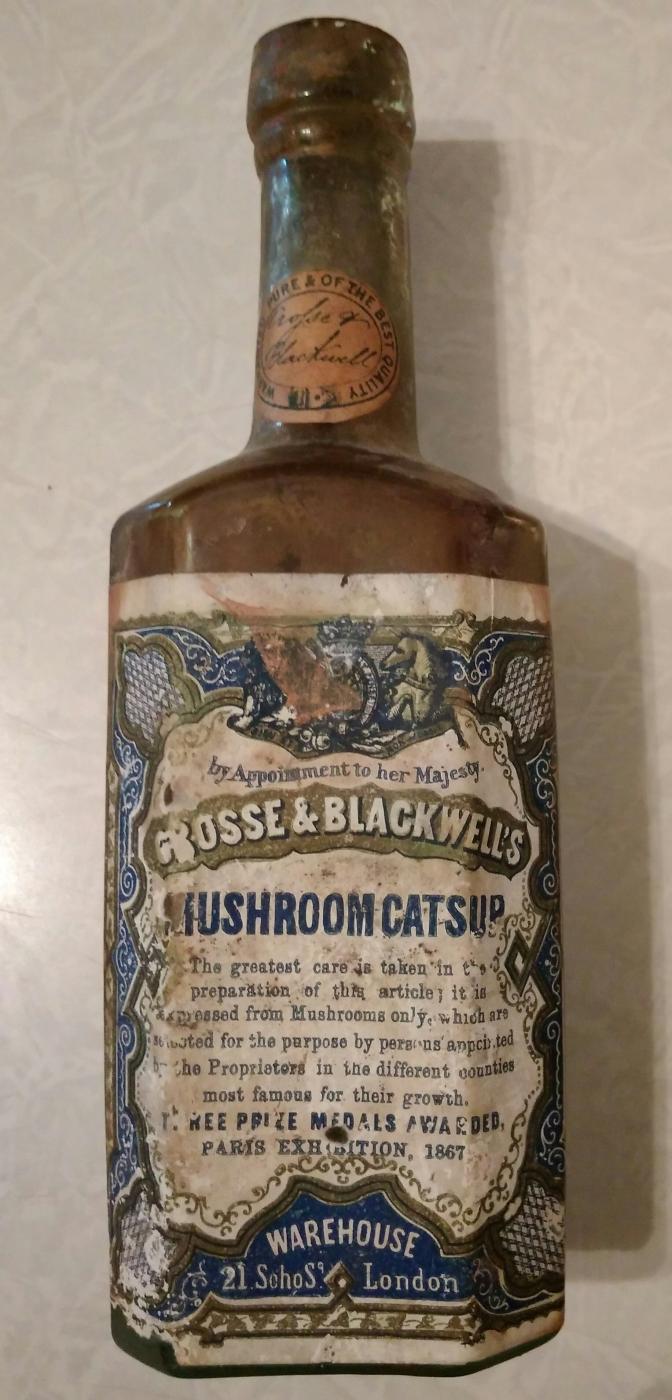 PURE & OF THE BEST QUALITY
Crosse &
Blackwell
by Appointment to her Majesty.
CROSSE & BLACKWELL'S
MUSHROOM CATSUP
The greatest care is taken in the
preparation of this article; it is
expressed from Mushrooms only, which are
selected for the purpose by persons appointed
by the Proprietors in the different counties
most famous for their growth.
THREE PRIZE MEDALS AWARDED,
PARIS EXHIBITION, 1867
WAREHOUSE
21 Soho Sq. London